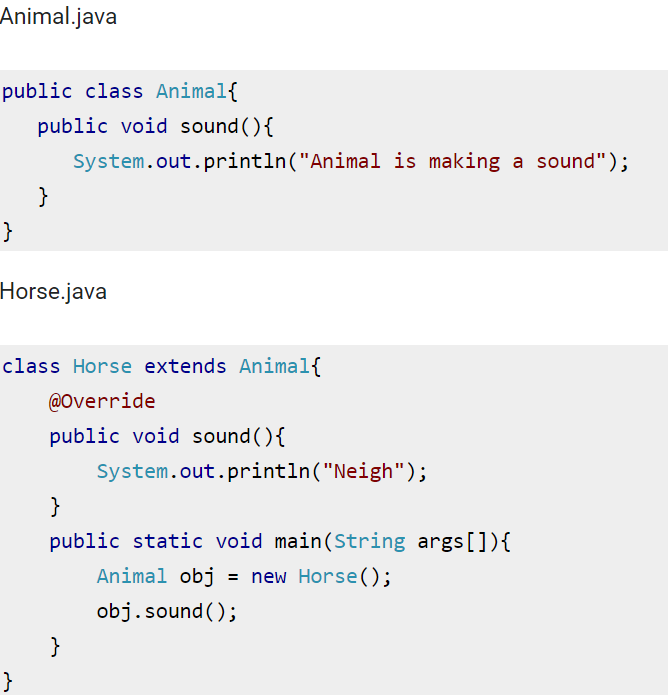 Animal.java
public class Animal{
   public void sound(){
      System.out.println("Animal is making a sound");
   }
}
Horse.java
class Horse extends Animal{
    @Override
    public void sound(){
        System.out.println("Neigh");
    }
    public static void main(String args[]){
        Animal obj = new Horse();
        obj.sound();
    }
}